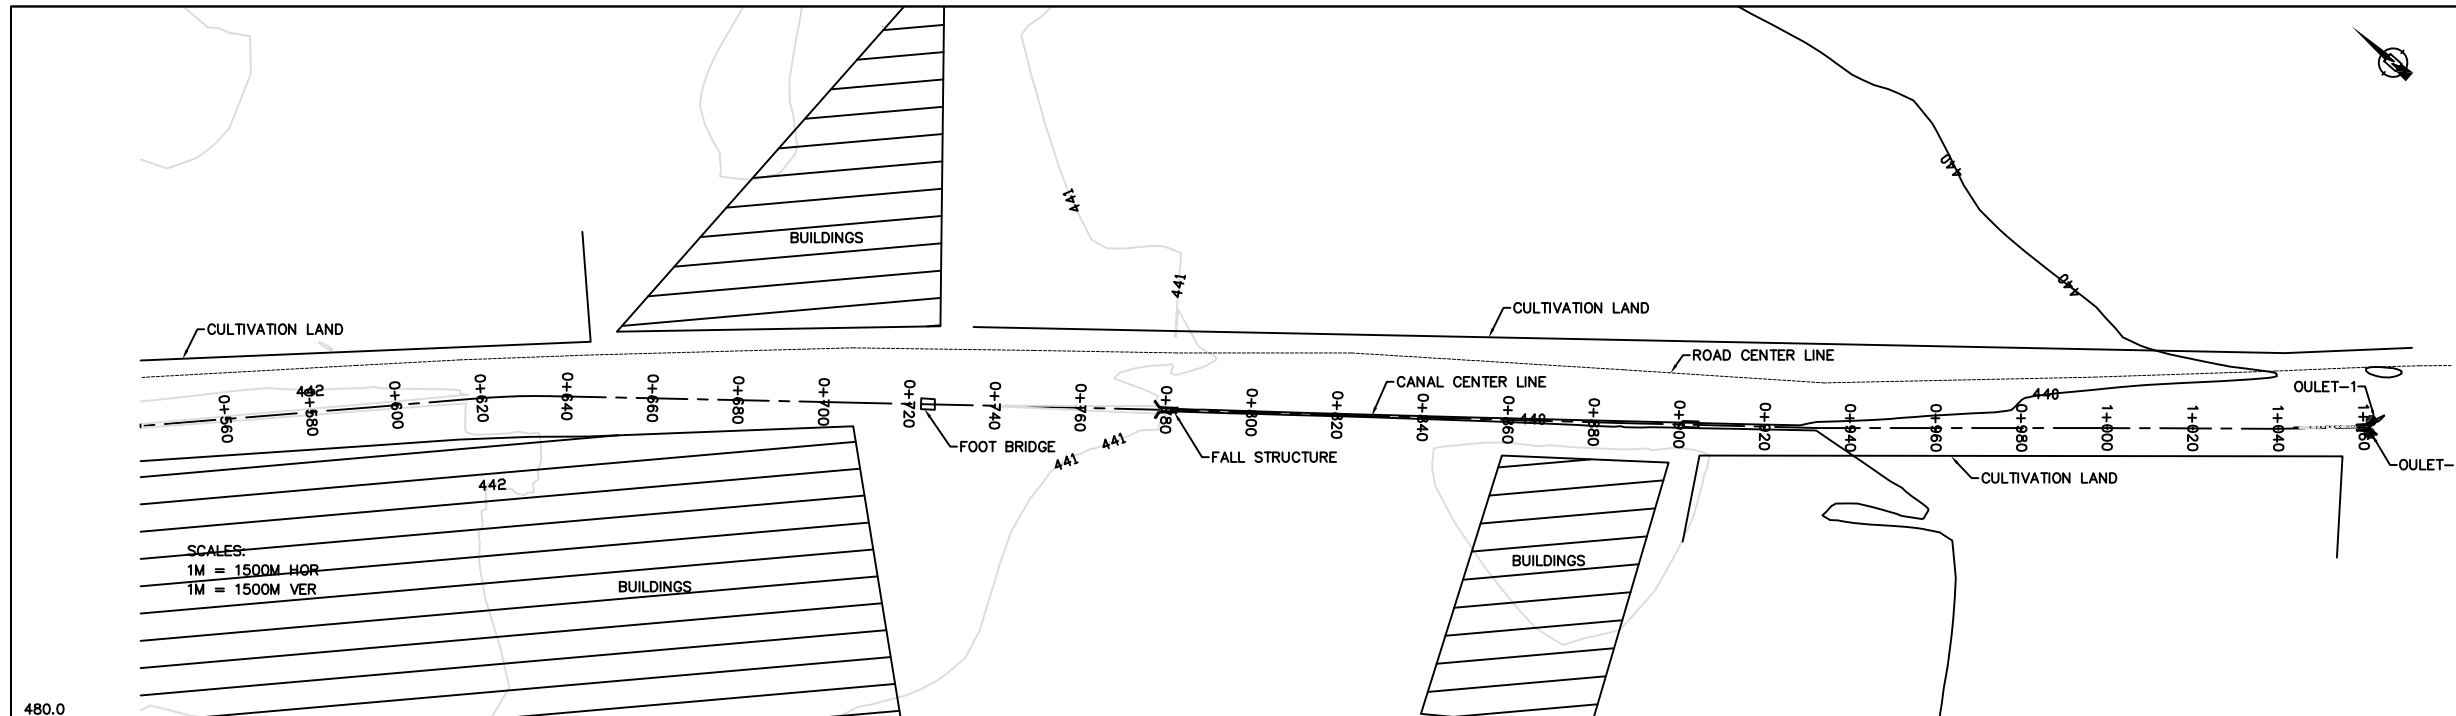 441
440
BUILDINGS
441
440
CULTIVATION LAND
CULTIVATION LAND
ROAD CENTER LINE
CANAL CENTER LINE
OULET-1
442
440
0+560
0+580
0+600
0+620
0+640
0+660
0+680
0+700
0+720
0+740
0+760
0+780
0+800
0+820
0+840
0+860
0+880
0+900
0+920
0+940
0+960
0+980
1+000
1+020
1+040
1+060
440
FOOT BRIDGE
441
441
FALL STRUCTURE
OULET-
442
CULTIVATION LAND
SCALES:
1M = 1500M HOR
1M = 1500M VER
BUILDINGS
BUILDINGS
480.0